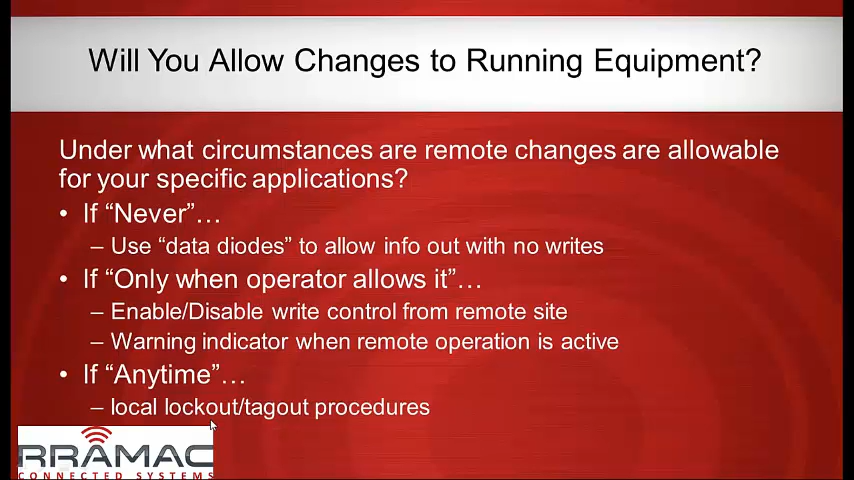 Will You Allow Changes to Running Equipment?
Under what circumstances are remote changes are allowable
for your specific applications?
• If “Never”…
– Use “data diodes” to allow info out with no writes
• If “Only when operator allows it”…
– Enable/Disable write control from remote site
– Warning indicator when remote operation is active
• If “Anytime”…
– local lockout/tagout procedures
RRAMAC
CONNECTED SYSTEMS